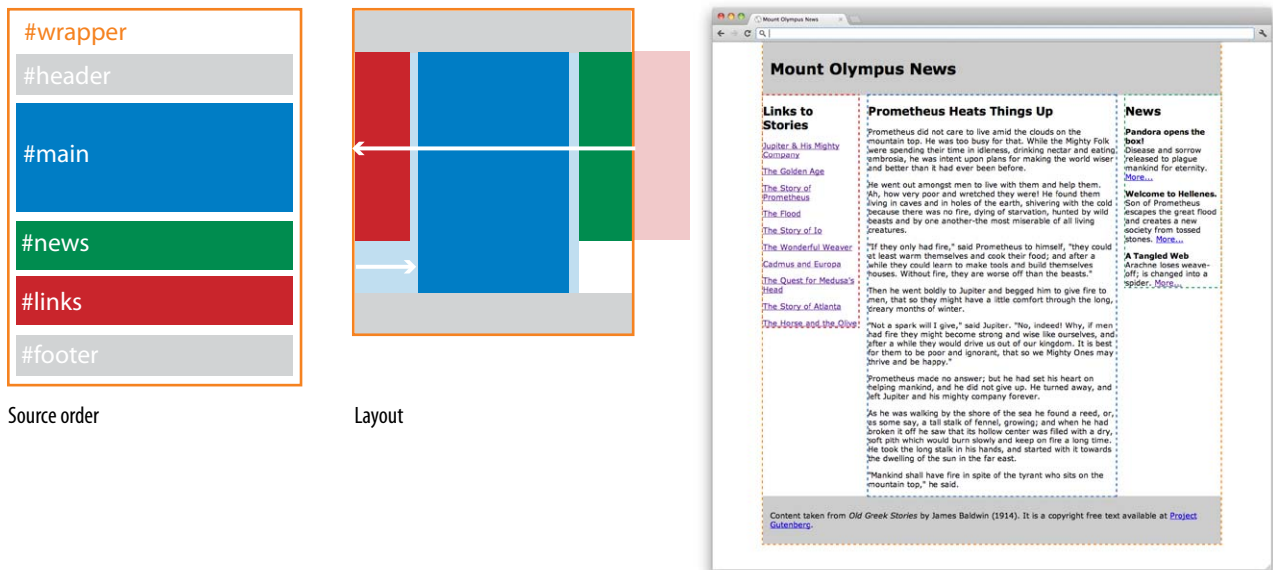 #wrapper
#header
#main
#news
#links
#footer
Source order
Layout
Mount Olympus News
Mount Olympus News
Links to
Stories
Jupiter & His Mighty
Company
The Golden Age
The Story of
Prometheus
The Flood
The Story of Io
The Wonderful Weaver
Cadmus and Europa
The Quest for Medusa's
Head
The Story of Atlanta
The Horse and the Olive
Prometheus Heats Things Up
Prometheus did not care to live amid the clouds on the
mountain top. He was too busy for that. While the Mighty Folk
were spending their time in idleness, drinking nectar and eating
ambrosia, he was intent upon plans for making the world wiser
and better than it had ever been before.
He went out amongst men to live with them and help them.
Ah, how very poor and wretched they were! He found them
living in caves and in holes of the earth, shivering with the cold
because there was no fire, dying of starvation, hunted by wild
beasts and by one another-the most miserable of all living
creatures.
"If they only had fire," said Prometheus to himself, "they could
at least warm themselves and cook their food; and after a
while they could learn to make tools and build themselves
houses. Without fire, they are worse off than the beasts."
Then he went boldly to Jupiter and begged him to give fire to
men, that so they might have a little comfort through the long,
dreary months of winter.
"Not a spark will I give," said Jupiter. "No, indeed! Why, if men
had fire they might become strong and wise like ourselves, and
after a while they would drive us out of our kingdom. It is best
for them to be poor and ignorant, that so we Mighty Ones may
thrive and be happy."
Prometheus made no answer; but he had set his heart on
helping mankind, and he did not give up. He turned away, and
left Jupiter and his mighty company forever.
As he was walking by the shore of the sea he found a reed, or,
as some say, a tall stalk of fennel, growing; and when he had
broken it off he saw that its hollow center was filled with a dry,
soft pith which would burn slowly and keep on fire a long time.
He took the long stalk in his hands, and started with it towards
the dwelling of the sun in the far east.
"Mankind shall have fire in spite of the tyrant who sits on the
mountain top," he said.
News
Pandora opens the
box!
Disease and sorrow
released to plague
mankind for eternity.
More...
Welcome to Hellenes.
Son of Prometheus
escapes the great flood
and creates a new
society from tossed
stones. More...
A Tangled Web
Arachne loses weave-
off; is changed into a
spider. More...
Content taken from Old Greek Stories by James Baldwin (1914). It is a copyright free text available at Project
Gutenberg.